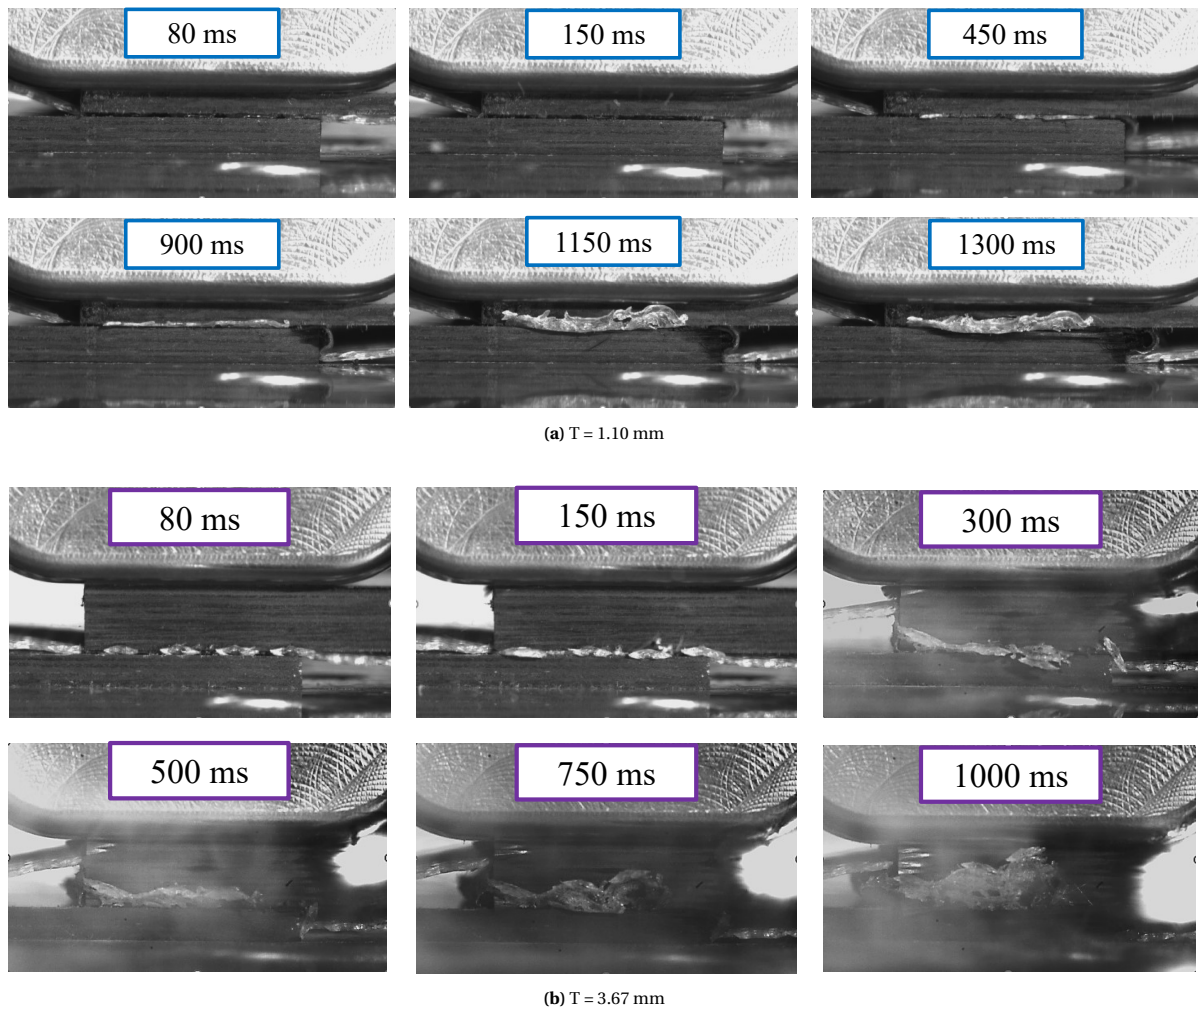 80 ms
150 ms
450 ms
900 ms
1150 ms
1300 ms
(a) T = 1.10 mm
80 ms
150 ms
300 ms
500 ms
750 ms
1000 ms
(b) T = 3.67 mm